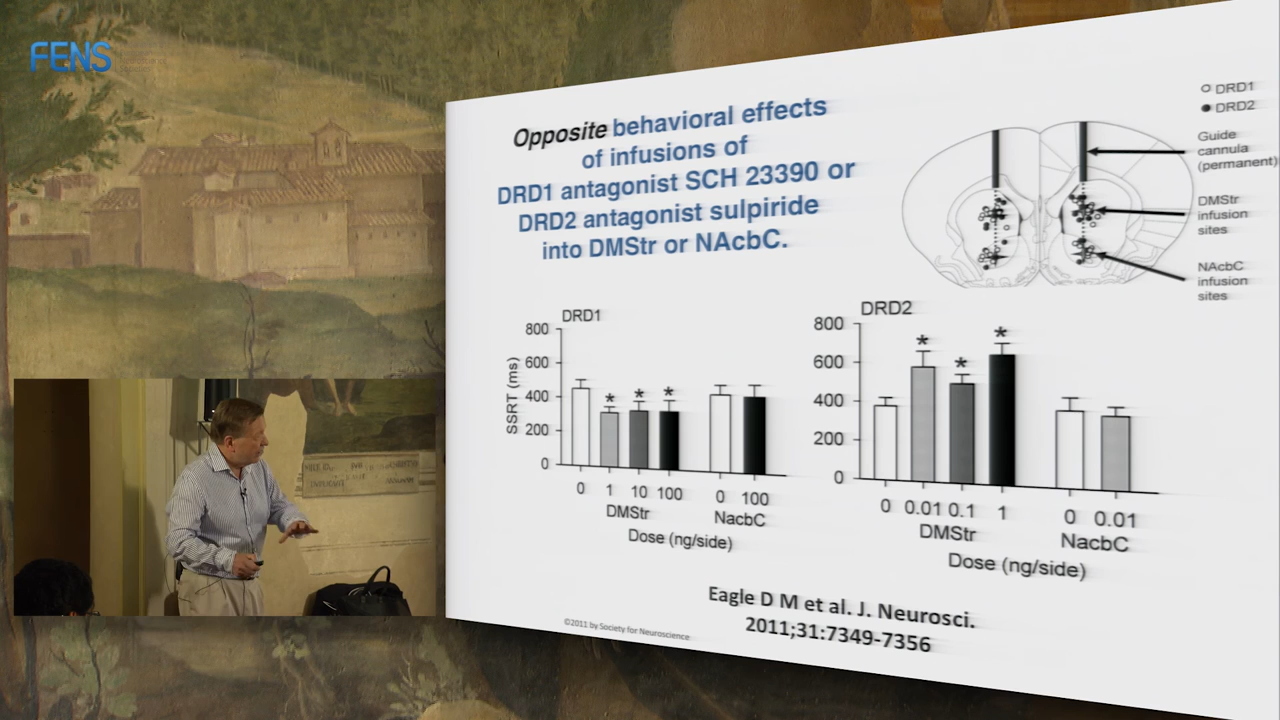 FENS
Opposite behavioral effects
of infusions of
DRD1 antagonist SCH 23390 or
DRD2 antagonist sulpiride
into DMStr or NAcbC.
DRD1
DRD2
Guide
cannula
(permanent)
DMStr
infusion
sites
NAcbC
infusion
sites
DRD1
SSRT (ms)
800
600
400
200
0
* * *
0 1 10 100 0 100
DMStr NacbC
Dose (ng/side)
DRD2
800
600
400
200
0
* * *
0 0.01 0.1 1 0 0.01
DMStr NacbC
Dose (ng/side)
Eagle D M et al. J. Neurosci.
2011;31:7349-7356
©2011 by Society for Neuroscience